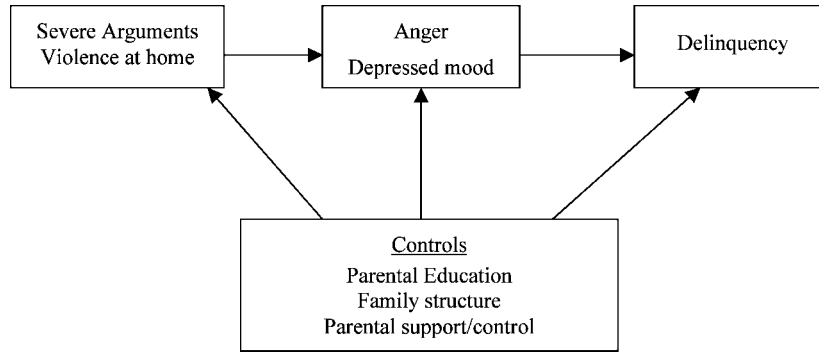 Severe Arguments
Violence at home
Anger
Depressed mood
Delinquency
Controls
Parental Education
Family structure
Parental support/control